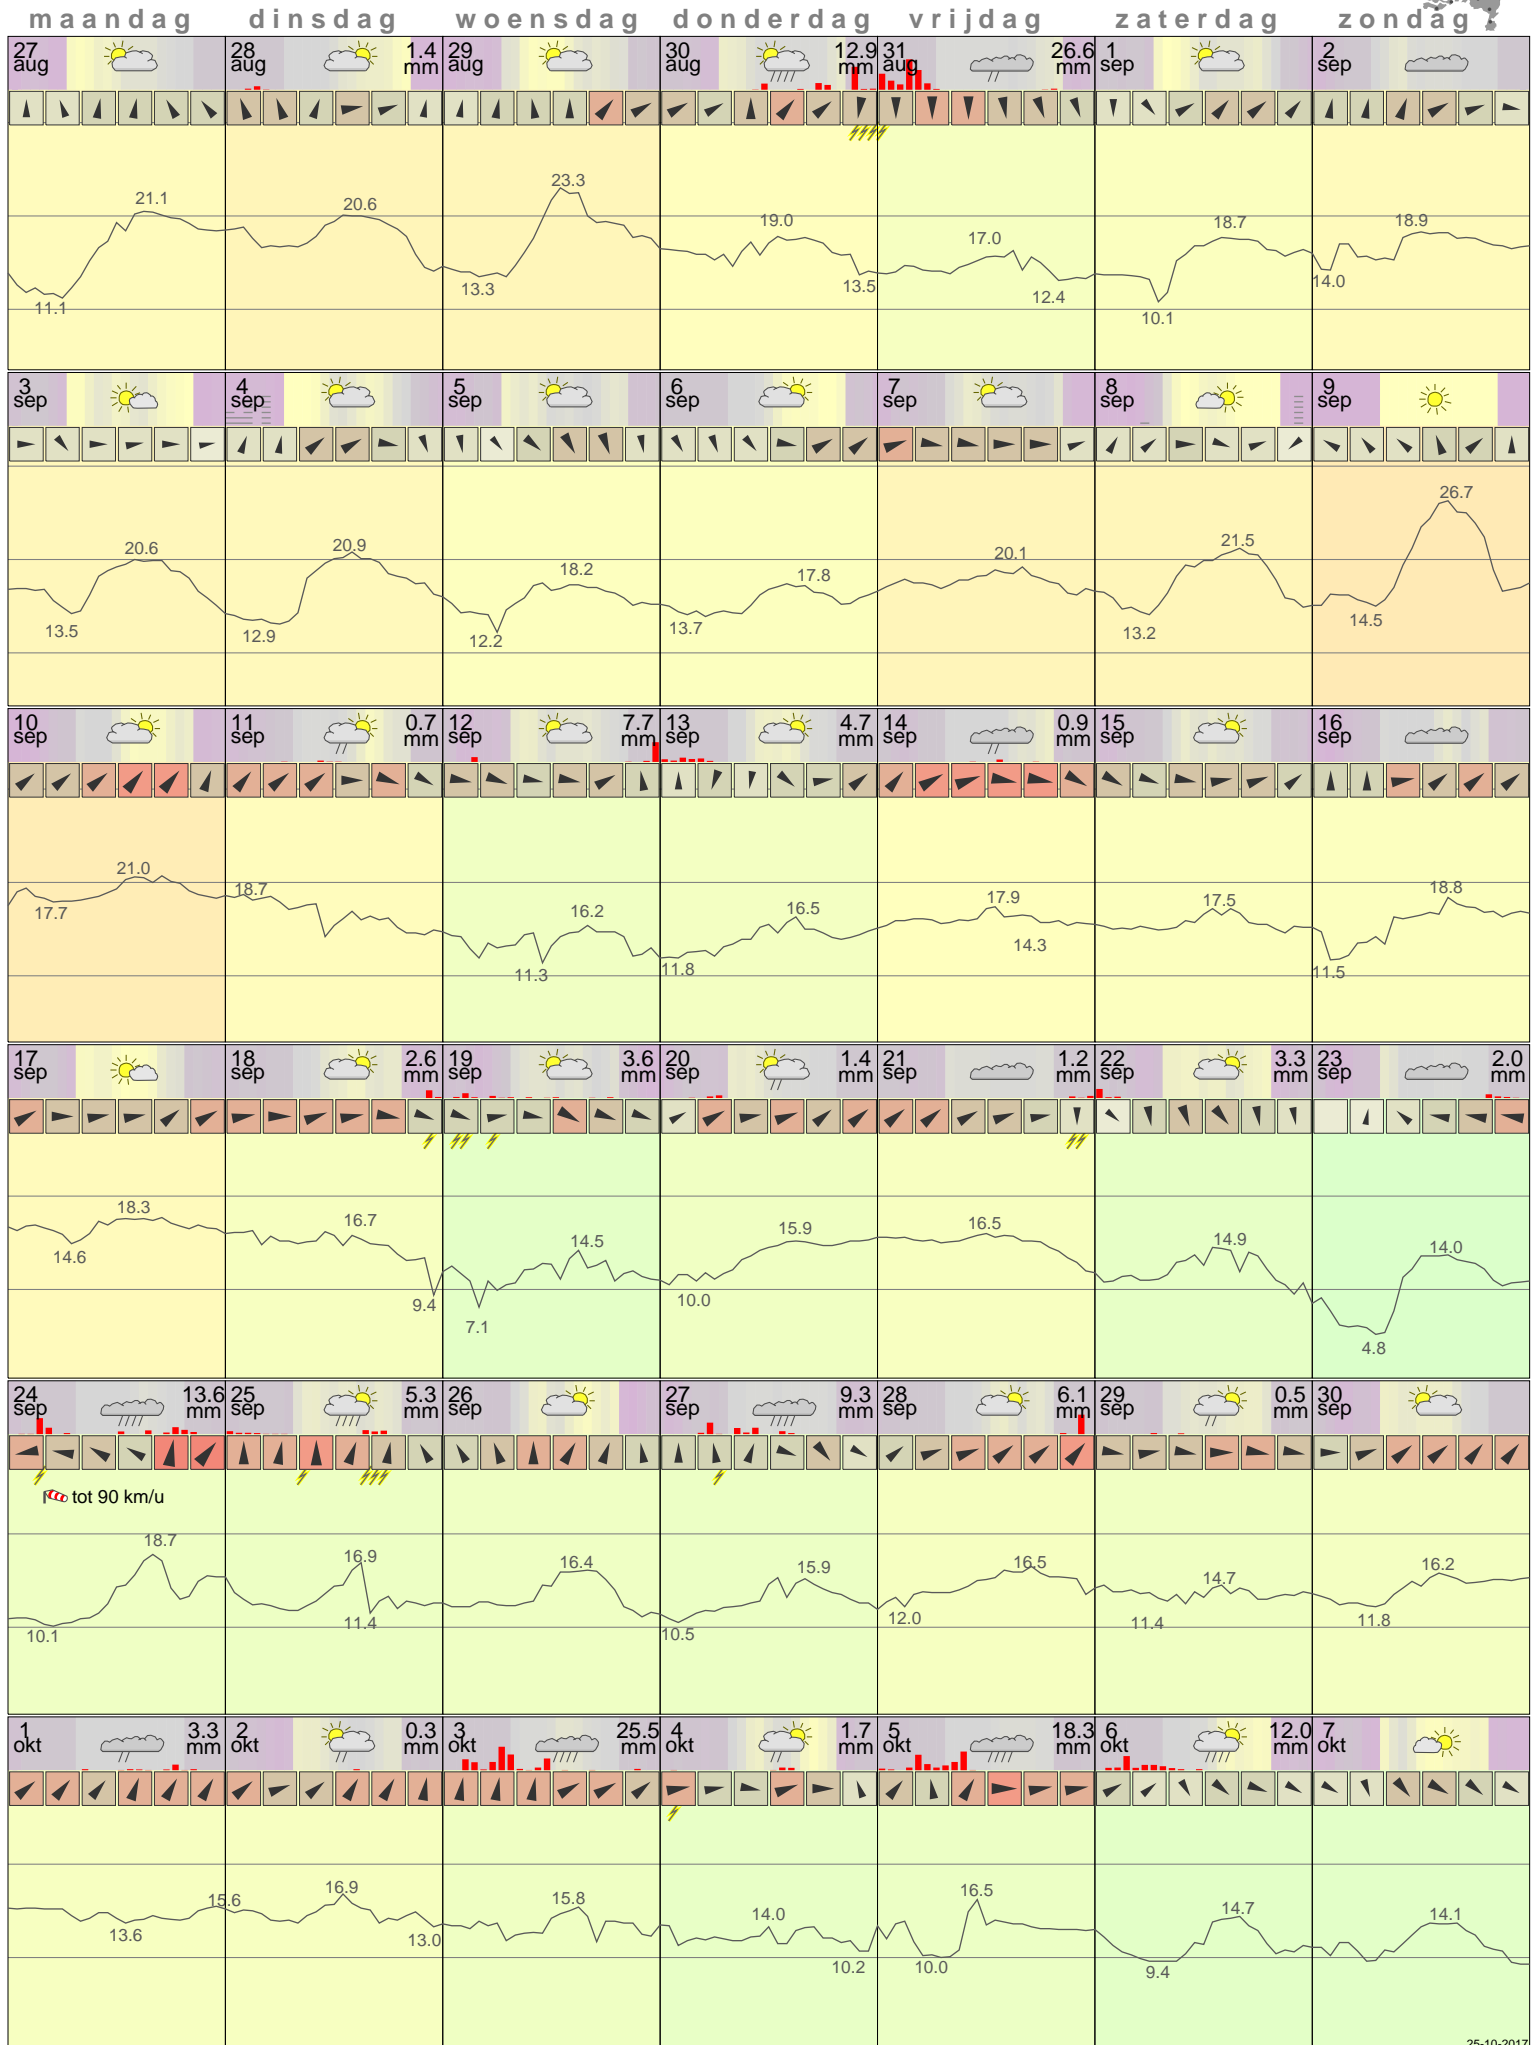 maandag dinsdag woensdag donderdag vrijdag zaterdag zondag
27 aug
28 aug 1.4 mm
29 aug
30 aug 12.9 mm
31 aug 26.6 mm
1 sep
2 sep
21.1 20.6 23.3 19.0 17.0 18.7 18.9
11.1 13.3 13.5 12.4 10.1 14.0
3 sep
4 sep
5 sep
6 sep
7 sep
8 sep
9 sep
20.6 20.9 18.2 17.8 20.1 21.5 26.7
13.5 12.9 12.2 13.7 13.2 14.5
10 sep
11 sep 0.7 mm
12 sep 7.7 mm
13 sep 4.7 mm
14 sep 0.9 mm
15 sep
16 sep
21.0 18.7 16.2 16.5 17.9 17.5 18.8
17.7 11.3 11.8 14.3 11.5
17 sep
18 sep 2.6 mm
19 sep 3.6 mm
20 sep 1.4 mm
21 sep 1.2 mm
22 sep 3.3 mm
23 sep 2.0 mm
18.3 16.7 14.5 15.9 16.5 14.9 14.0
14.6 9.4 7.1 10.0 4.8
24 sep 13.6 mm
25 sep 5.3 mm
26 sep
27 sep 9.3 mm
28 sep 6.1 mm
29 sep 0.5 mm
30 sep
tot 90 km/u
18.7 16.9 16.4 15.9 16.5 14.7 16.2
10.1 11.4 10.5 12.0 11.4 11.8
1 okt 3.3 mm
2 okt 0.3 mm
3 okt 25.5 mm
4 okt 1.7 mm
5 okt 18.3 mm
6 okt 12.0 mm
7 okt
15.6 16.9 15.8 14.0 16.5 14.7 14.1
13.6 13.0 10.2 10.0 9.4
25-10-2017